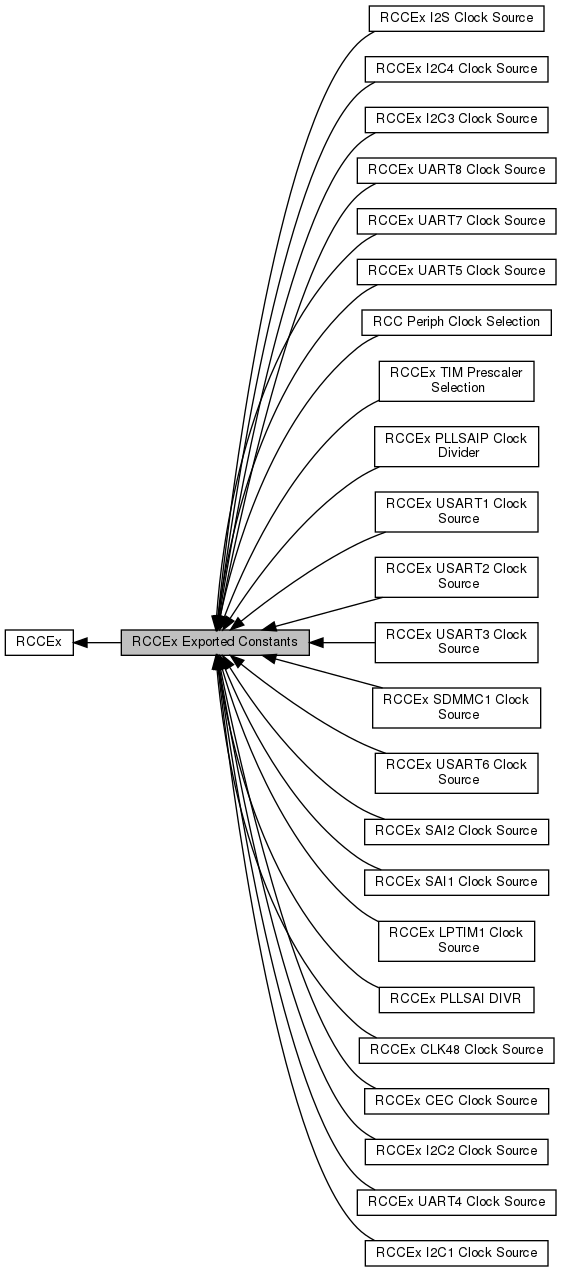 RCCEx I2S Clock Source
RCCEx I2C4 Clock Source
RCCEx I2C3 Clock Source
RCCEx UART8 Clock Source
RCCEx UART7 Clock Source
RCCEx UART5 Clock Source
RCC Periph Clock Selection
RCCEx TIM Prescaler
Selection
RCCEx PLLSAIP Clock
Divider
RCCEx USART1 Clock
Source
RCCEx USART2 Clock
Source
RCCEx
RCCEx Exported Constants
RCCEx USART3 Clock
Source
RCCEx SDMMC1 Clock
Source
RCCEx USART6 Clock
Source
RCCEx SAI2 Clock Source
RCCEx SAI1 Clock Source
RCCEx LPTIM1 Clock
Source
RCCEx PLLSAI DIVR
RCCEx CLK48 Clock Source
RCCEx CEC Clock Source
RCCEx I2C2 Clock Source
RCCEx UART4 Clock Source
RCCEx I2C1 Clock Source